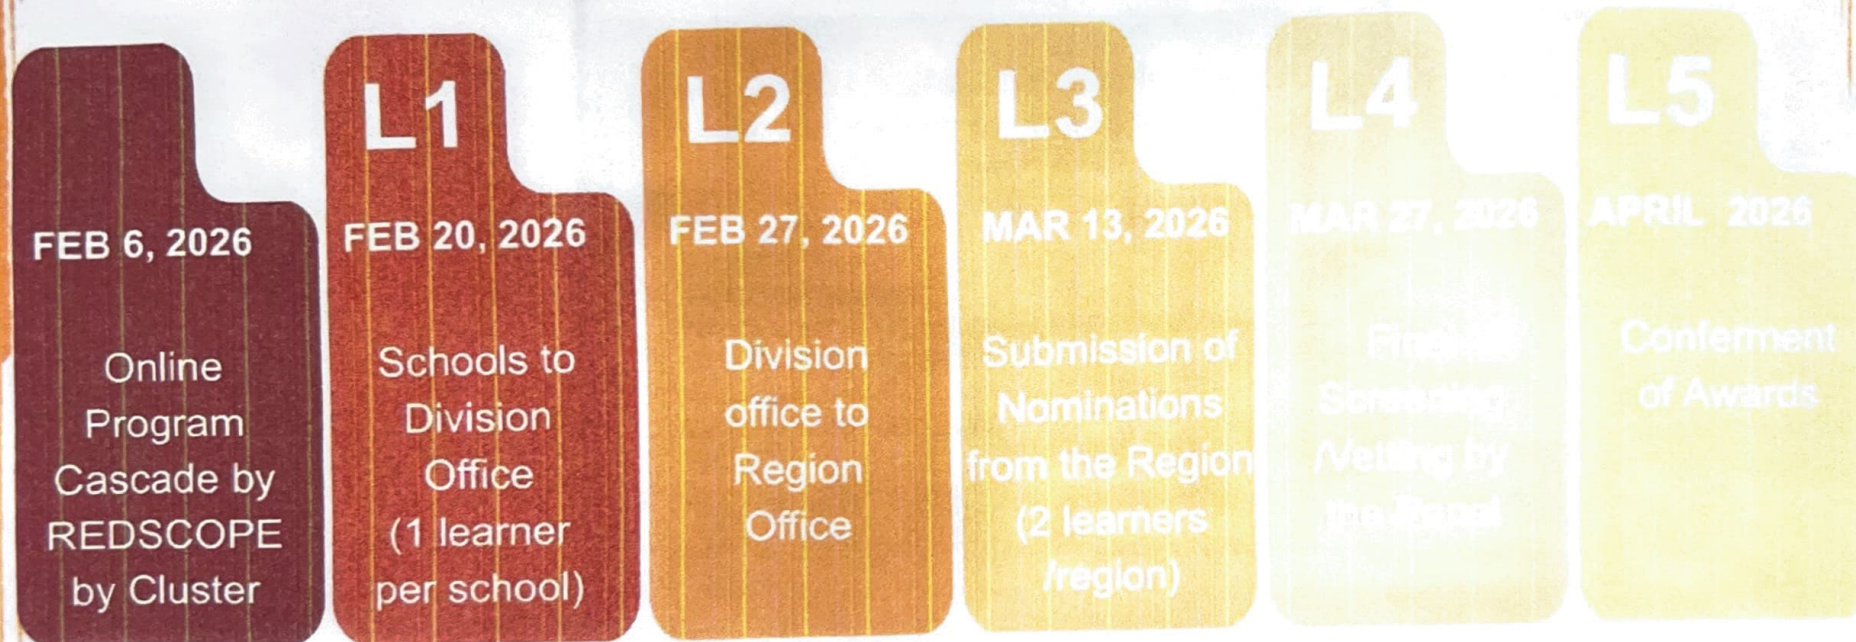 FEB 6, 2026
Online
Program
Cascade by
REDSCOPE
by Cluster
L1
FEB 20, 2026
Schools to
Division
Office
(1 learner
per school)
L2
FEB 27, 2026
Division
office to
Region
Office
L3
MAR 13, 2026
Submission of
Nominations
from the Region
(2 learners
/region)
L4
MAR 27, 2026
Screening
/Vetting by
the Panel
L5
APRIL 2026
Conferment
of Awards